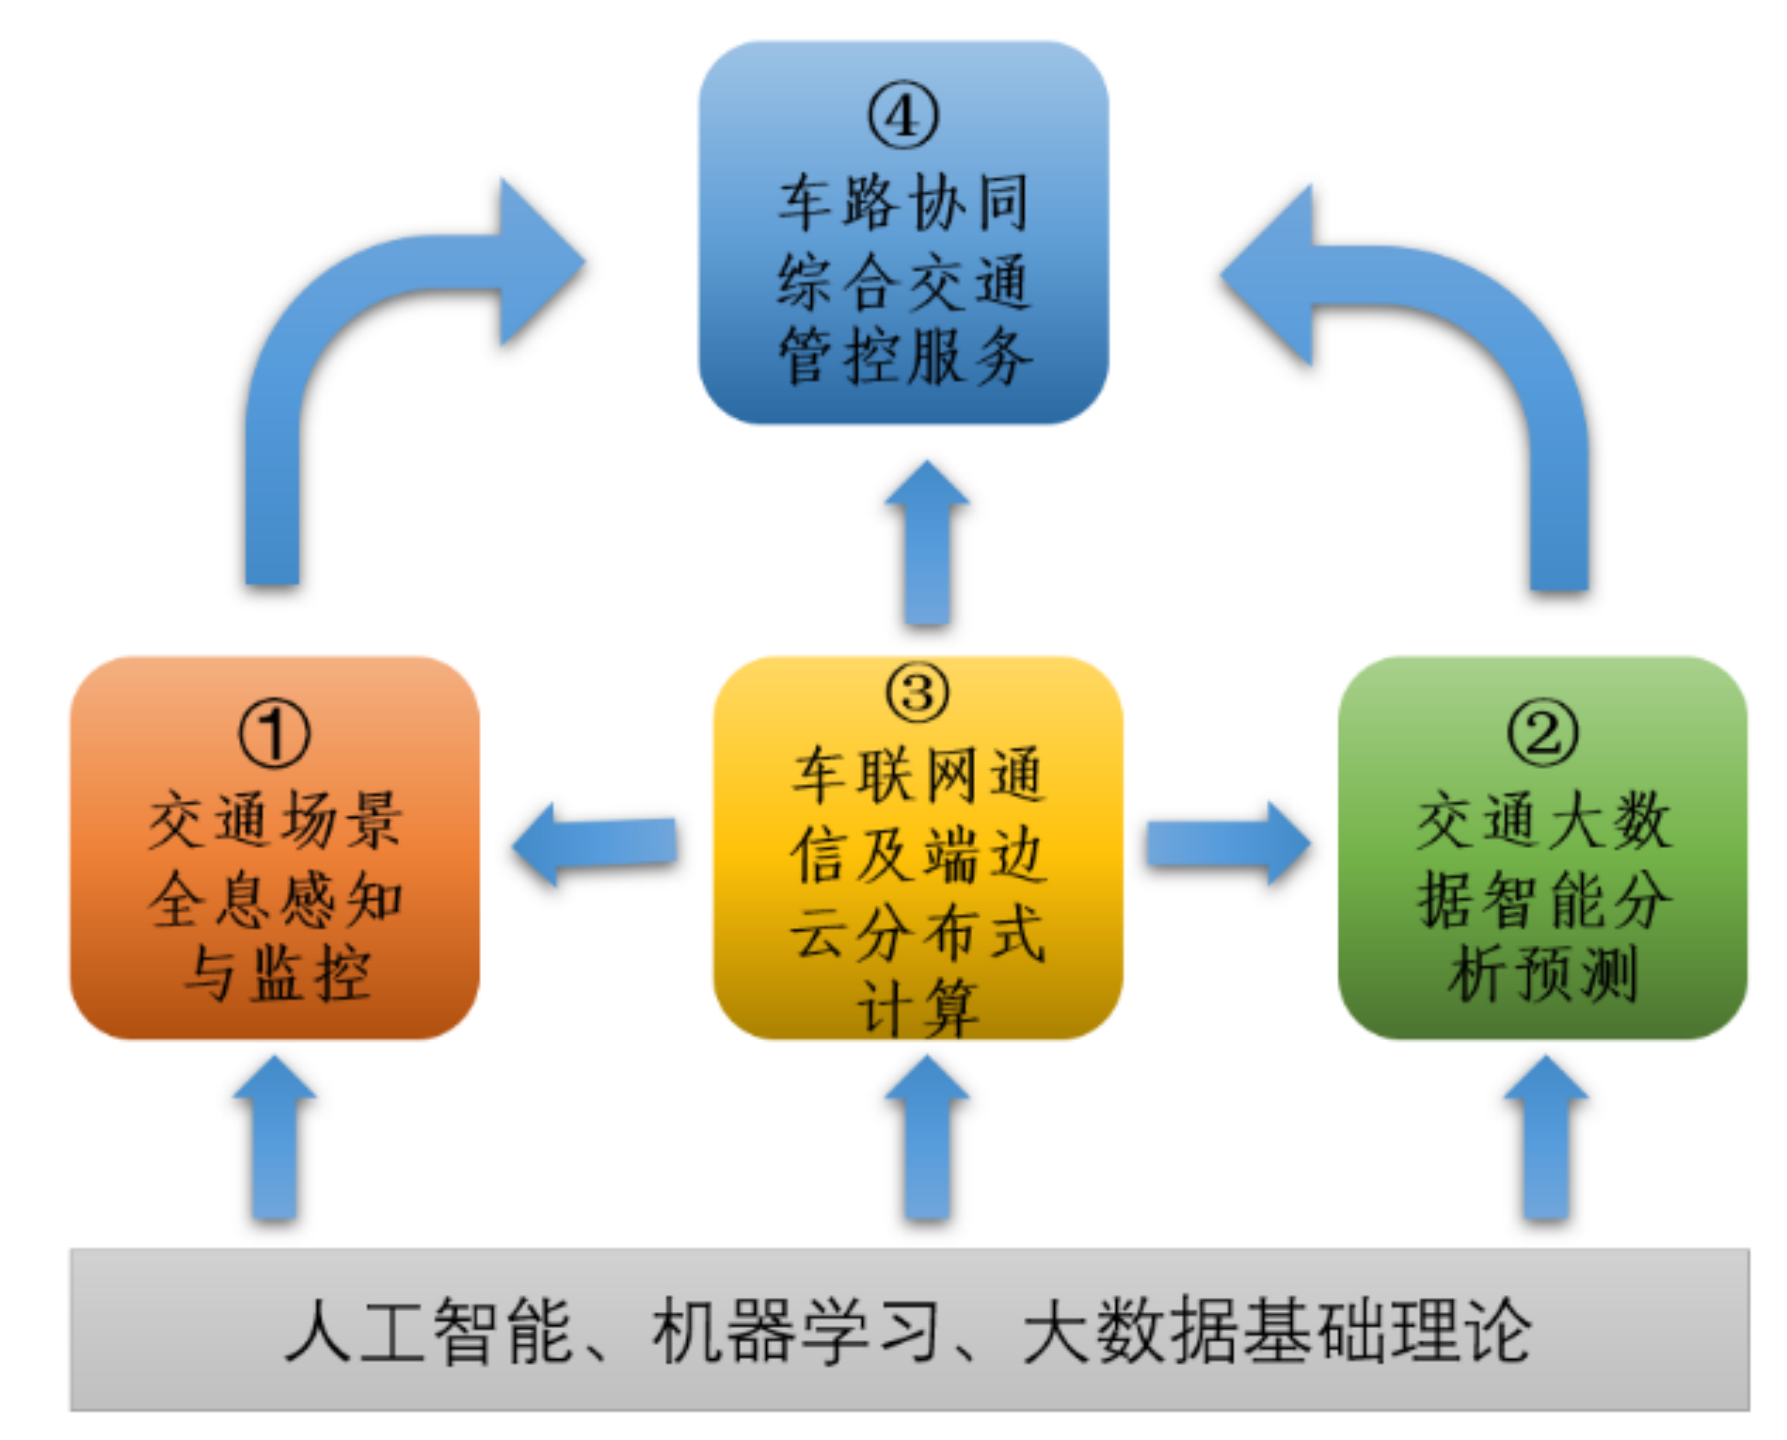 ④
车路协同
综合交通
管控服务
①
交通场景
全息感知
与监控
③
车联网通
信及端边
云分布式
计算
②
交通大数
据智能分
析预测
人工智能、机器学习、大数据基础理论